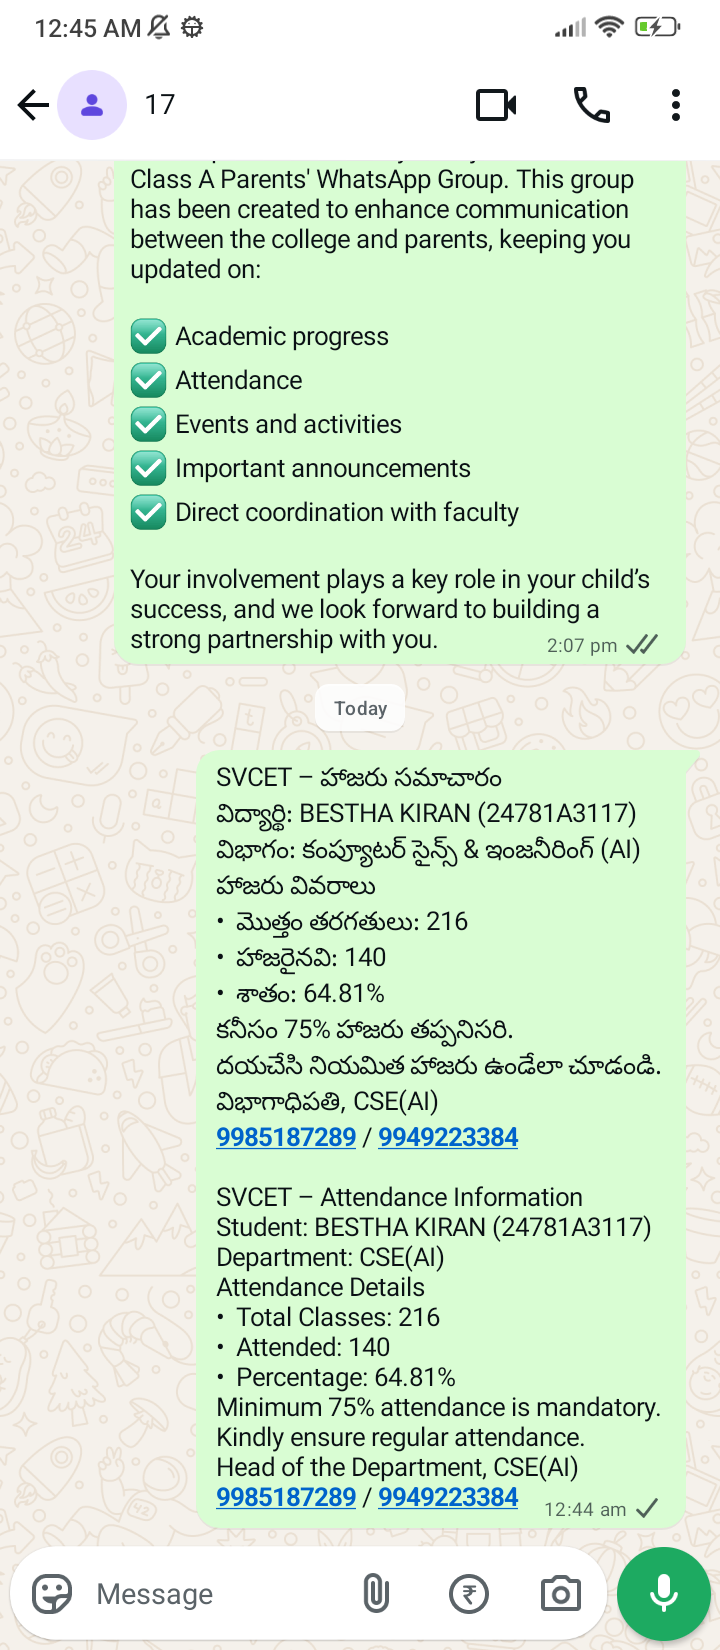 12:45 AM
17
Class A Parents' WhatsApp Group. This group
has been created to enhance communication
between the college and parents, keeping you
updated on:
Academic progress
Attendance
Events and activities
Important announcements
Direct coordination with faculty
Your involvement plays a key role in your child’s
success, and we look forward to building a
strong partnership with you.
2:07 pm
Today
SVCET – హాజరు సమాచారం
విద్యార్థి: BESTHA KIRAN (24781A3117)
విభాగం: కంప్యూటర్ సైన్స్ & ఇంజనీరింగ్ (AI)
హాజరు వివరాలు
• మొత్తం తరగతులు: 216
• హాజరైనవి: 140
• శాతం: 64.81%
కనీసం 75% హాజరు తప్పనిసరి.
దయచేసి నియమిత హాజరు ఉండేలా చూడండి.
విభాగాధిపతి, CSE(AI)
9985187289 / 9949223384
SVCET – Attendance Information
Student: BESTHA KIRAN (24781A3117)
Department: CSE(AI)
Attendance Details
• Total Classes: 216
• Attended: 140
• Percentage: 64.81%
Minimum 75% attendance is mandatory.
Kindly ensure regular attendance.
Head of the Department, CSE(AI)
9985187289 / 9949223384
12:44 am
Message